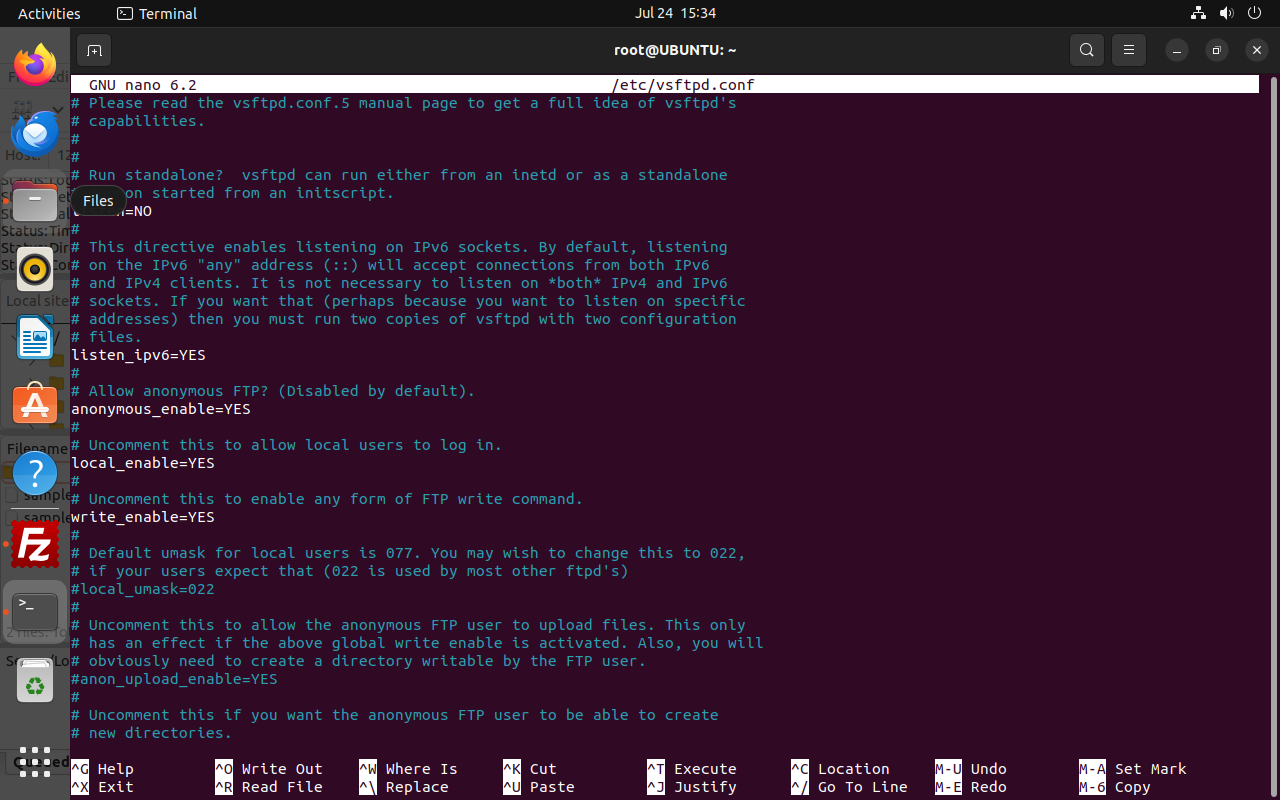 Activities
Terminal
Jul 24 15:34
root@UBUNTU: ~
GNU nano 6.2 /etc/vsftpd.conf
# Please read the vsftpd.conf.5 manual page to get a full idea of vsftpd's
# capabilities.
#
#
# Run standalone?  vsftpd can run either from an inetd or as a standalone
on started from an initscript.
Files
=NO
#
# This directive enables listening on IPv6 sockets. By default, listening
# on the IPv6 "any" address (::) will accept connections from both IPv6
# and IPv4 clients. It is not necessary to listen on *both* IPv4 and IPv6
# sockets. If you want that (perhaps because you want to listen on specific
# addresses) then you must run two copies of vsftpd with two configuration
# files.
listen_ipv6=YES
#
# Allow anonymous FTP? (Disabled by default).
anonymous_enable=YES
#
# Uncomment this to allow local users to log in.
local_enable=YES
#
# Uncomment this to enable any form of FTP write command.
write_enable=YES
#
# Default umask for local users is 077. You may wish to change this to 022,
# if your users expect that (022 is used by most other ftpd's)
#local_umask=022
#
# Uncomment this to allow the anonymous FTP user to upload files. This only
# has an effect if the above global write enable is activated. Also, you will
# obviously need to create a directory writable by the FTP user.
#anon_upload_enable=YES
#
# Uncomment this if you want the anonymous FTP user to be able to create
# new directories.
^G Help ^O Write Out ^W Where Is ^K Cut ^T Execute ^C Location M-U Undo M-A Set Mark
^X Exit ^R Read File ^\ Replace ^U Paste ^J Justify ^/ Go To Line M-E Redo M-6 Copy
Status:
Status:
Local site
Filename
sample
sample
2 files. To
Queued